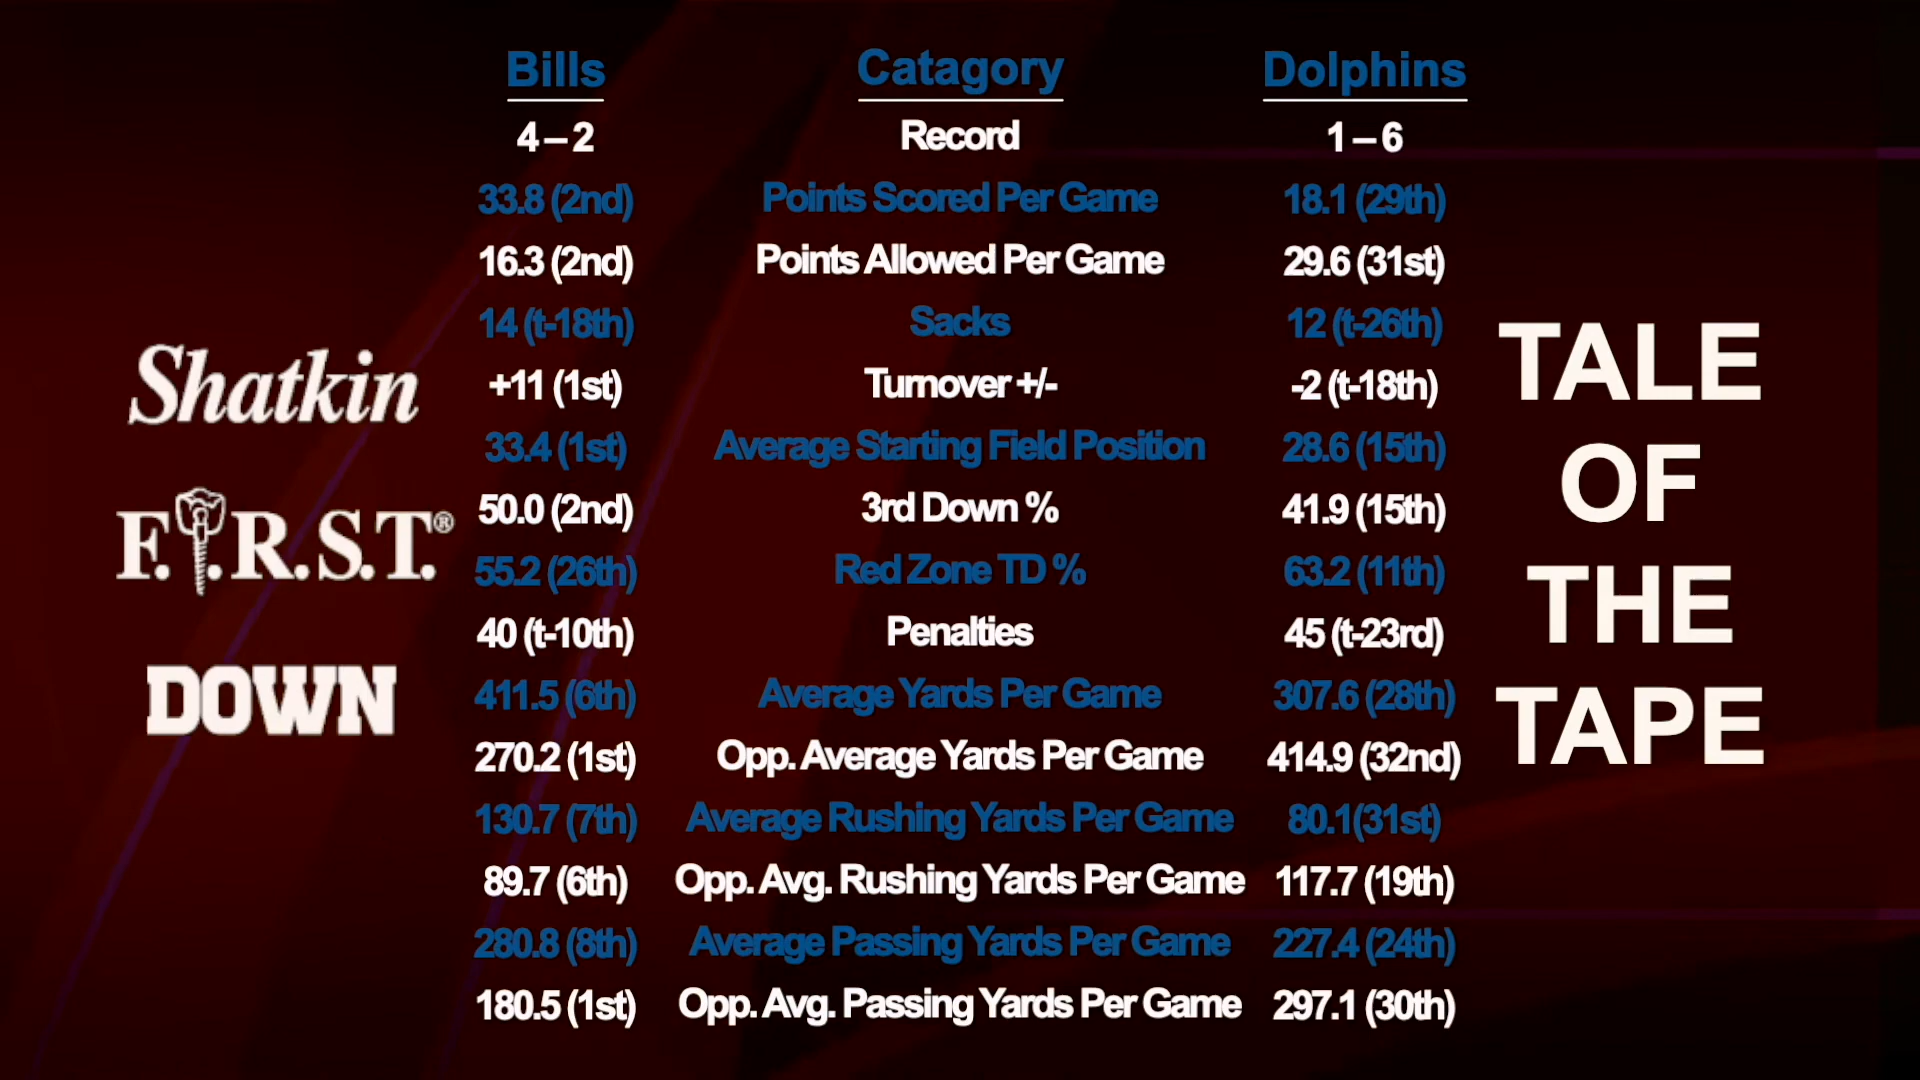 Bills Catagory Dolphins
4 – 2 Record 1 – 6
33.8 (2nd) Points Scored Per Game 18.1 (29th)
16.3 (2nd) Points Allowed Per Game 29.6 (31st)
14 (t-18th) Sacks 12 (t-26th)
+11 (1st) Turnover +/- -2 (t-18th)
33.4 (1st) Average Starting Field Position 28.6 (15th)
50.0 (2nd) 3rd Down % 41.9 (15th)
55.2 (26th) Red Zone TD % 63.2 (11th)
40 (t-10th) Penalties 45 (t-23rd)
411.5 (6th) Average Yards Per Game 307.6 (28th)
270.2 (1st) Opp. Average Yards Per Game 414.9 (32nd)
130.7 (7th) Average Rushing Yards Per Game 80.1(31st)
89.7 (6th) Opp. Avg. Rushing Yards Per Game 117.7 (19th)
280.8 (8th) Average Passing Yards Per Game 227.4 (24th)
180.5 (1st) Opp. Avg. Passing Yards Per Game 297.1 (30th)
Shatkin
F.I.R.S.T.®
DOWN
TALE
OF
THE
TAPE